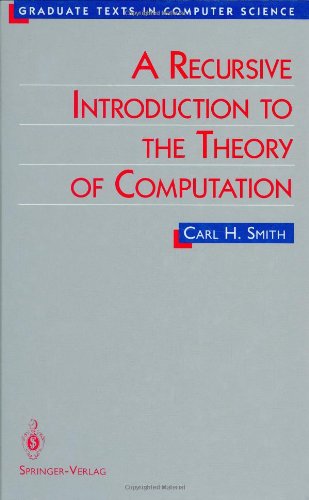 GRADUATE TEXTS IN COMPUTER SCIENCE
A RECURSIVE
INTRODUCTION TO
THE THEORY
OF COMPUTATION
CARL H. SMITH
SPRINGER-VERLAG